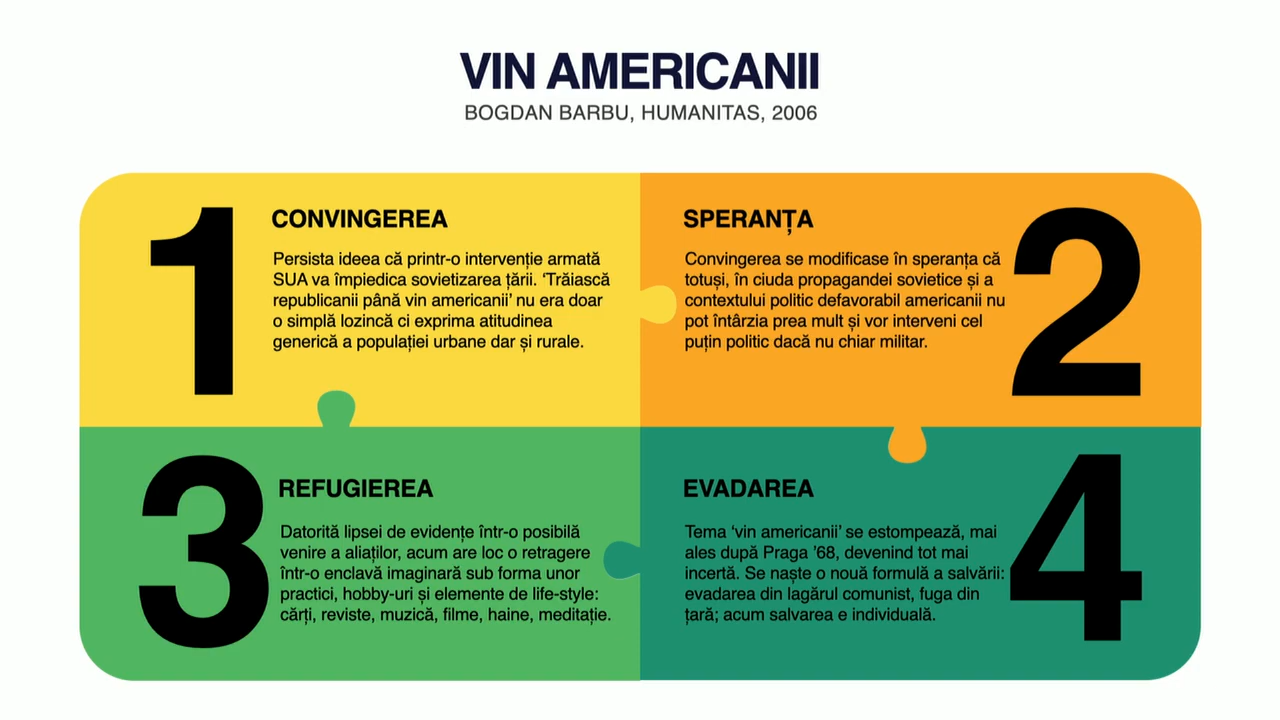 VIN AMERICANII
BOGDAN BARBU, HUMANITAS, 2006
1
CONVINGEREA
Persista ideea că printr-o intervenție armată
SUA va împiedica sovietizarea țării. ‘Trăiască
republicanii până vin americanii’ nu era doar
o simplă lozincă ci exprima atitudinea
generică a populației urbane dar și rurale.
SPERANȚA
Convingerea se modificase în speranța că
totuși, în ciuda propagandei sovietice și a
contextului politic defavorabil americanii nu
pot întârzia prea mult și vor interveni cel
puțin politic dacă nu chiar militar.
2
3
REFUGIEREA
Datorită lipsei de evidențe într-o posibilă
venire a aliaților, acum are loc o retragere
într-o enclavă imaginară sub forma unor
practici, hobby-uri și elemente de life-style:
cărți, reviste, muzică, filme, haine, meditație.
EVADAREA
Tema ‘vin americanii’ se estompează, mai
ales după Praga ’68, devenind tot mai
incertă. Se naște o nouă formulă a salvării:
evadarea din lagărul comunist, fuga din
țară; acum salvarea e individuală.
4